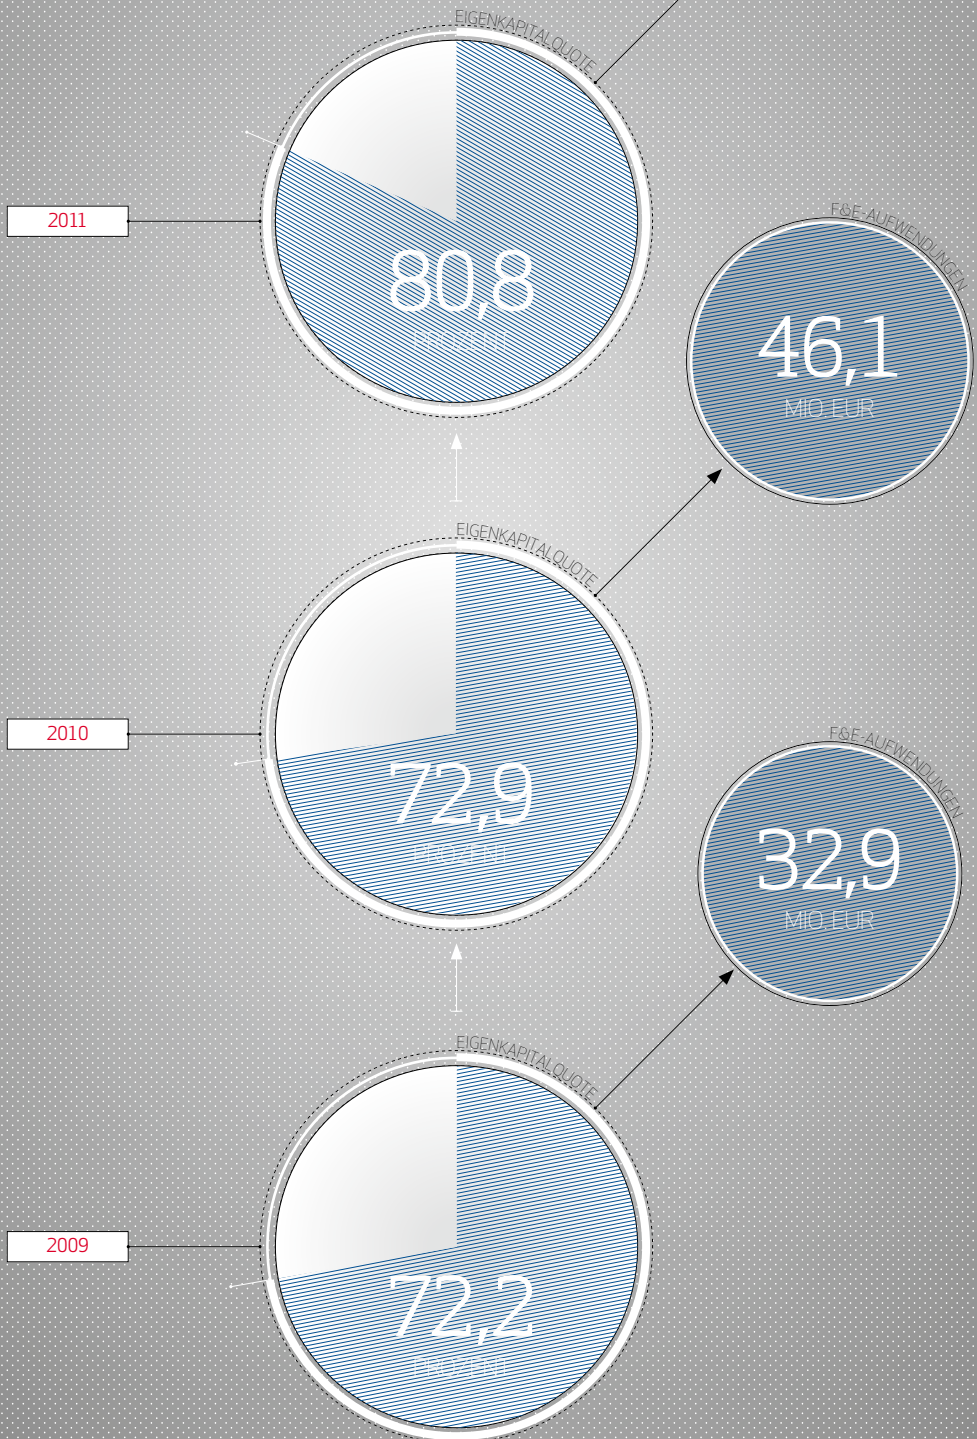 EIGENKAPITALQUOTE
2011
80,8
PROZENT
F&E-AUFWENDUNGEN
46,1
MIO. EUR
EIGENKAPITALQUOTE
2010
72,9
PROZENT
F&E-AUFWENDUNGEN
32,9
MIO. EUR
EIGENKAPITALQUOTE
2009
72,2
PROZENT